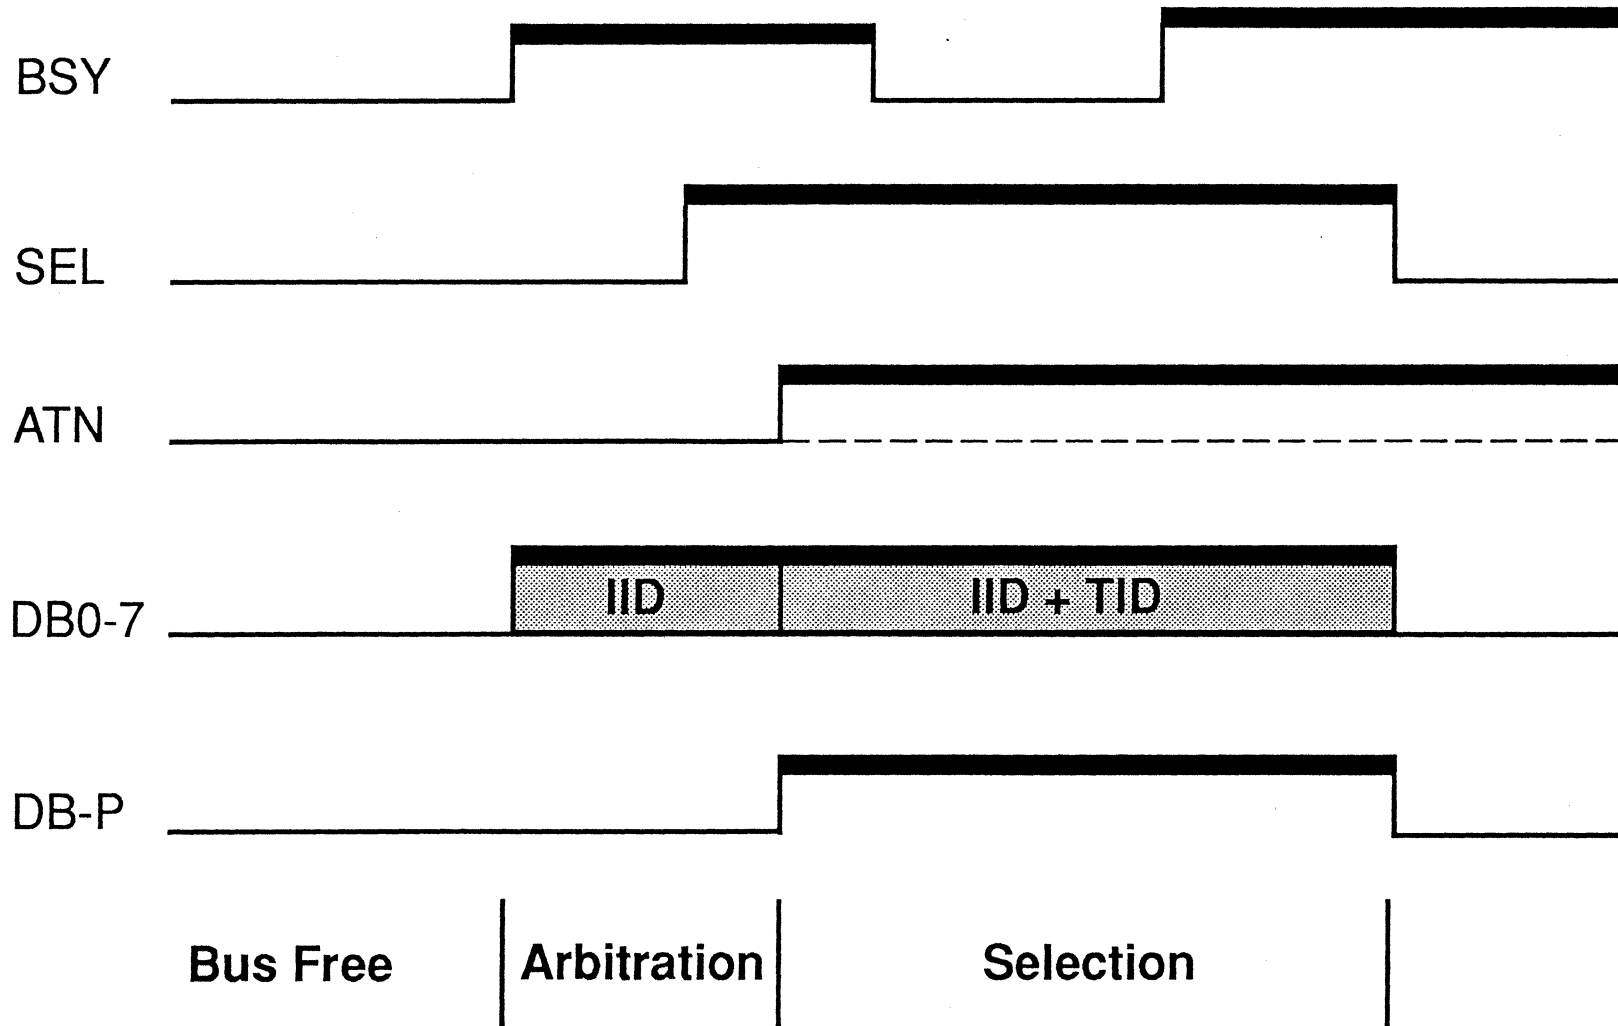 BSY
SEL
ATN
DB0-7
IID
IID + TID
DB-P
Bus Free
Arbitration
Selection